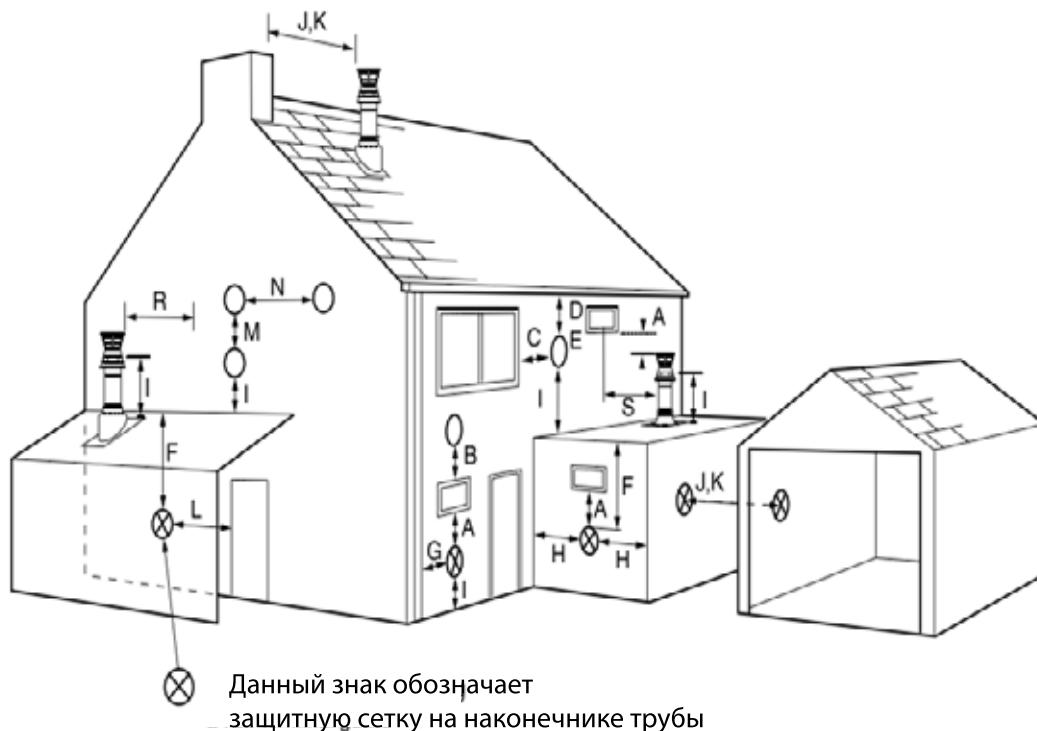 J,K
N
R
M
D
A
E
C
I
I
I
I
S
F
B
F
J,K
L
A
A
G
H
H
I
Данный знак обозначает
защитную сетку на наконечнике трубы